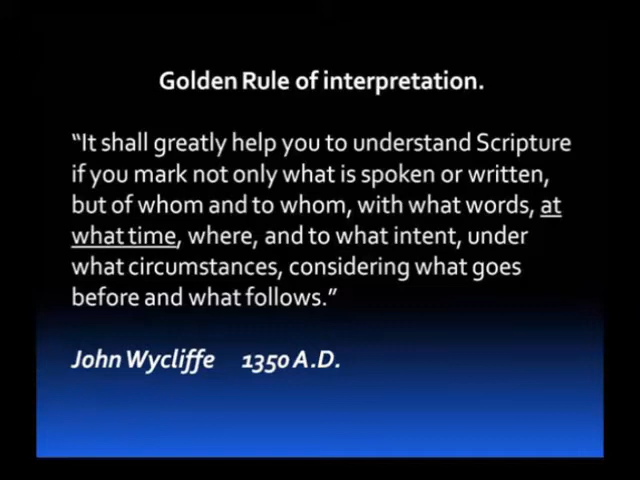 Golden Rule of interpretation.
“It shall greatly help you to understand Scripture
if you mark not only what is spoken or written,
but of whom and to whom, with what words, at
what time, where, and to what intent, under
what circumstances, considering what goes
before and what follows.”
John Wycliffe 1350 A.D.